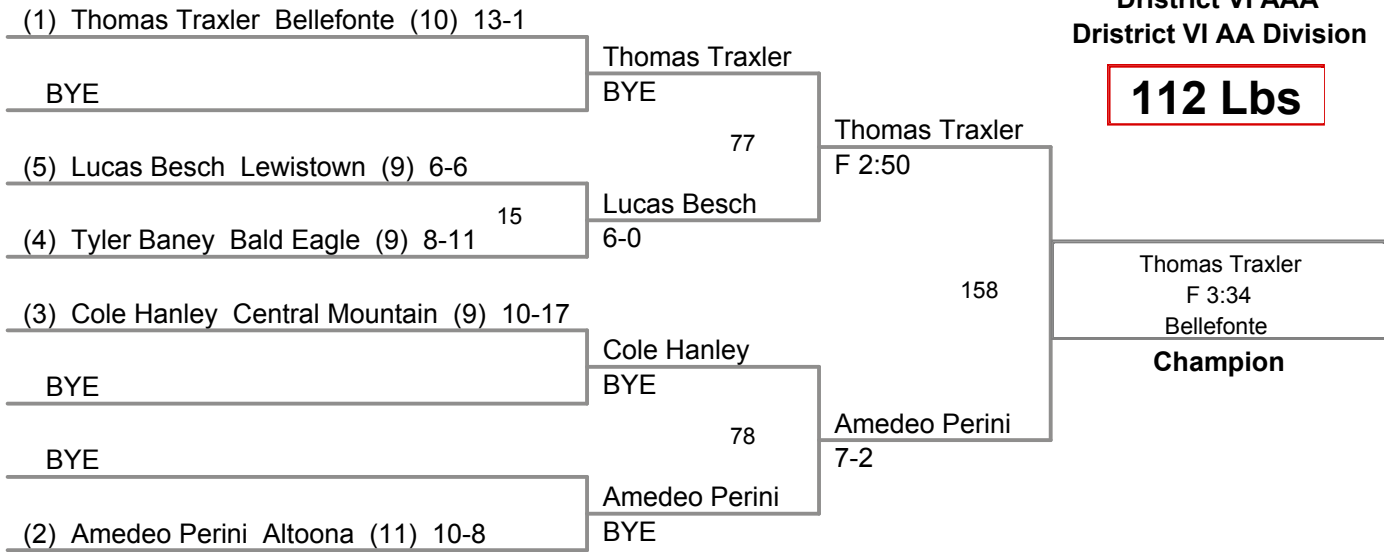 Dristrict VI AAA
Dristrict VI AA Division
112 Lbs
(1) Thomas Traxler Bellefonte (10) 13-1
BYE
(5) Lucas Besch Lewistown (9) 6-6
15
(4) Tyler Baney Bald Eagle (9) 8-11
(3) Cole Hanley Central Mountain (9) 10-17
BYE
BYE
(2) Amedeo Perini Altoona (11) 10-8
Thomas Traxler
BYE
77
Lucas Besch
6-0
Cole Hanley
BYE
78
Amedeo Perini
BYE
Thomas Traxler
F 2:50
158
Amedeo Perini
7-2
Thomas Traxler
F 3:34
Bellefonte
Champion